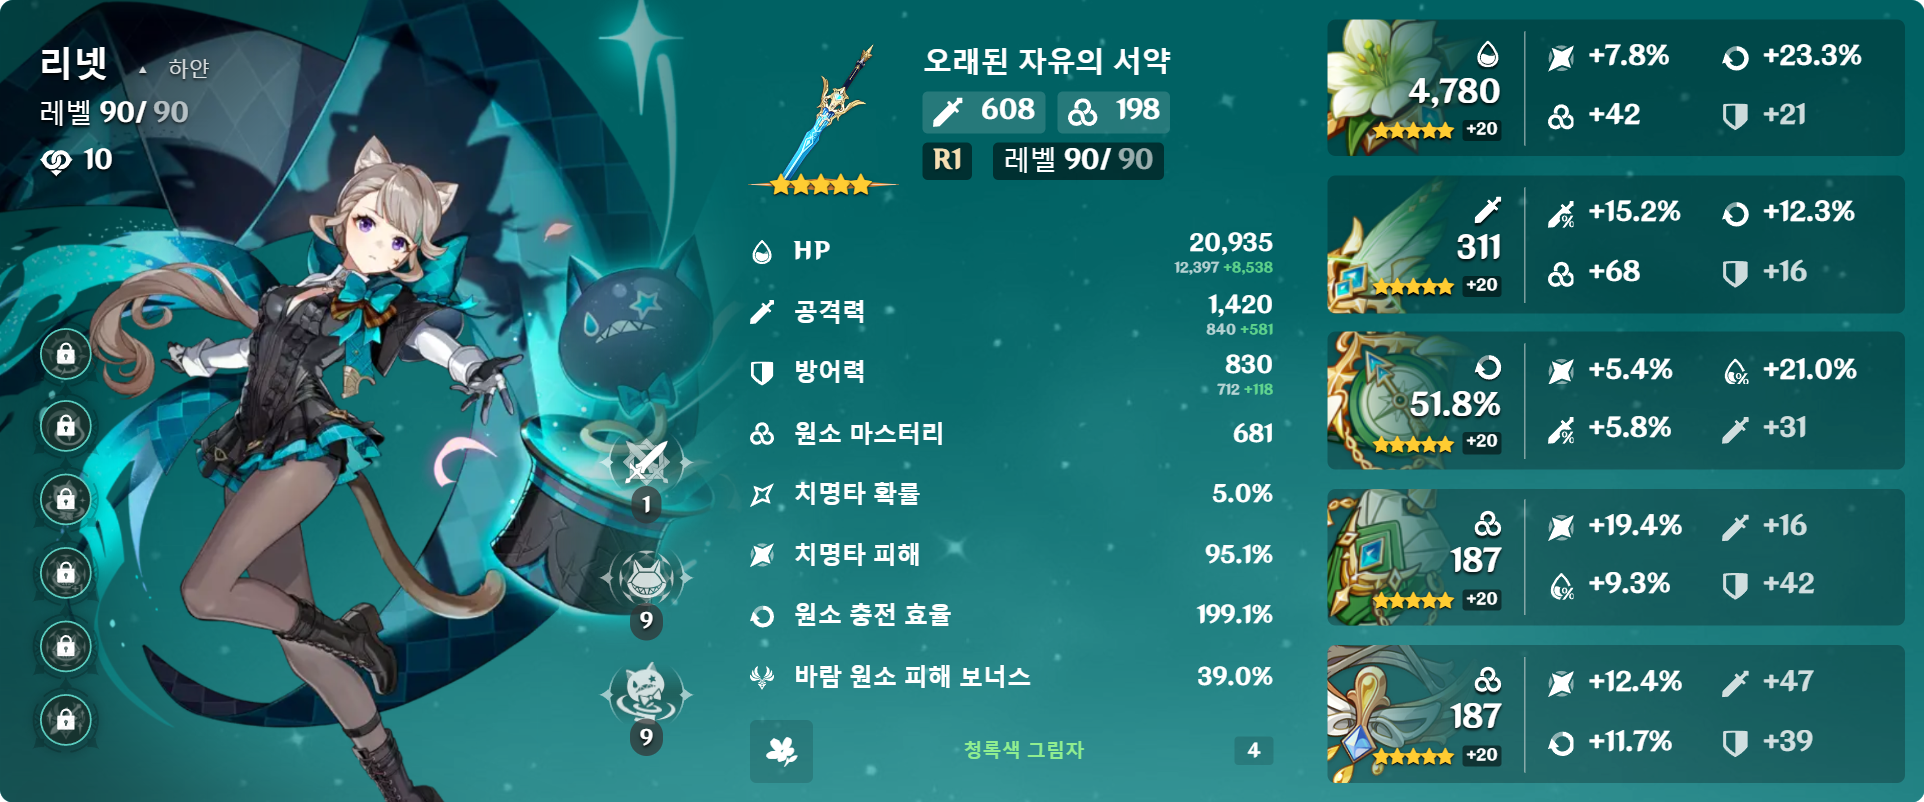 리넷 ▲ 하얀
레벨 90/ 90
10
1
9
9
오래된 자유의 서약
608 198
R1 레벨 90/ 90
HP 20,935
12,397 +8,538
공격력 1,420
840 +581
방어력 830
712 +118
원소 마스터리 681
치명타 확률 5.0%
치명타 피해 95.1%
원소 충전 효율 199.1%
바람 원소 피해 보너스 39.0%
청록색 그림자 4
4,780
+20
+7.8% +23.3%
+42 +21
311
+20
+15.2% +12.3%
+68 +16
51.8%
+20
+5.4% +21.0%
+5.8% +31
187
+20
+19.4% +16
+9.3% +42
187
+20
+12.4% +47
+11.7% +39